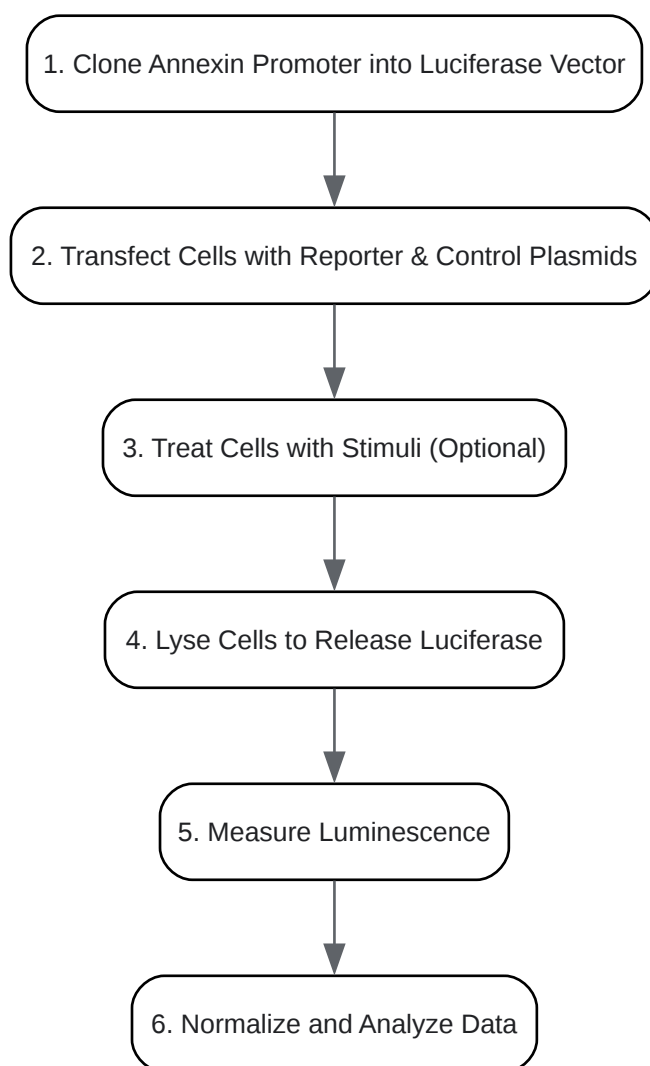 1. Clone Annexin Promoter into Luciferase Vector
2. Transfect Cells with Reporter & Control Plasmids
3. Treat Cells with Stimuli (Optional)
4. Lyse Cells to Release Luciferase
5. Measure Luminescence
6. Normalize and Analyze Data